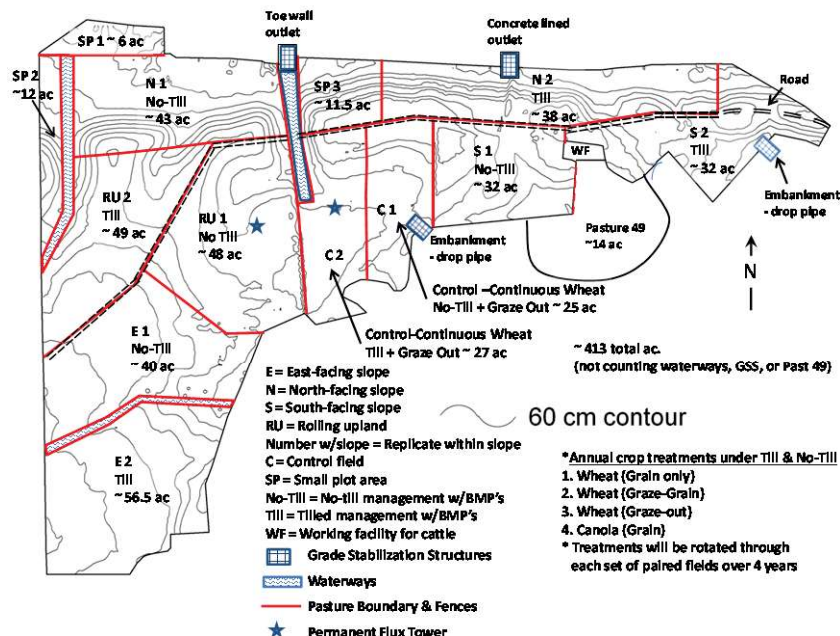 Toe wall
outlet
Concrete lined
outlet
SP 1 ~ 6 ac
SP 2
~12 ac
N 1
No-Till
~ 43 ac
SP 3
~ 11.5 ac
N 2
Till
~ 38 ac
Road
S 2
Till
~ 32 ac
S 1
No-Till
~ 32 ac
WF
Embankment
- drop pipe
RU 2
Till
~ 49 ac
RU 1
No Till
~ 48 ac
C 1
C 2
Embankment
- drop pipe
Pasture 49
~14 ac
N
Control –Continuous Wheat
No-Till + Graze Out ~ 25 ac
E 1
No-Till
~ 40 ac
Control-Continuous Wheat
Till + Graze Out ~ 27 ac
~ 413 total ac.
(not counting waterways, GSS, or Past 49)
E 2
Till
~56.5 ac
E = East-facing slope
N = North-facing slope
S = South-facing slope
RU = Rolling upland
Number w/slope = Replicate within slope
C = Control field
SP = Small plot area
No-Till = No-till management w/BMP's
Till = Tilled management w/BMP's
WF = Working facility for cattle
Grade Stabilization Structures
Waterways
Pasture Boundary & Fences
Permanent Flux Tower
60 cm contour
*Annual crop treatments under Till & No-Till
1. Wheat (Grain only)
2. Wheat (Graze-Grain)
3. Wheat (Graze-out)
4. Canola (Grain)
* Treatments will be rotated through
each set of paired fields over 4 years